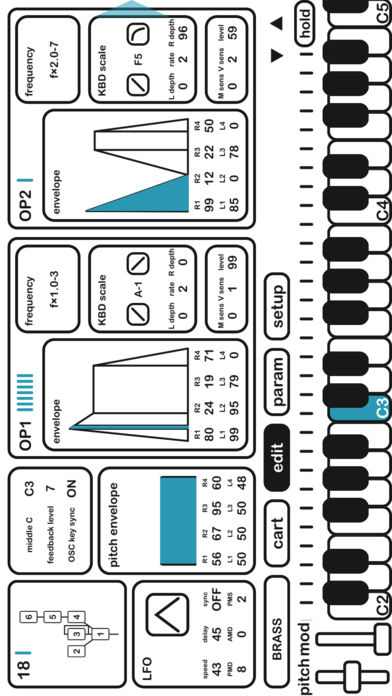 18
6
5
4
2
3
1
middle C C3
feedback level 7
OSC key sync ON
OP1
envelope
R1 R2 R3 R4
80 24 19 71
L1 L2 L3 L4
99 95 79 0
frequency
f×1.0-3
KBD scale
A-1
L depth rate R depth
0 2 0
M sens V sens level
0 1 99
OP2
envelope
R1 R2 R3 R4
99 12 22 50
L1 L2 L3 L4
85 0 78 0
frequency
f×2.0-7
KBD scale
F5
L depth rate R depth
0 2 96
M sens V sens level
0 2 59
LFO
speed delay sync
43 45 OFF
PMD AMD PMS
8 0 2
pitch envelope
R1 R2 R3 R4
56 67 95 60
L1 L2 L3 L4
50 50 50 48
BRASS
cart
edit
param
setup
pitch mod
hold
C2
C3
C4
C5